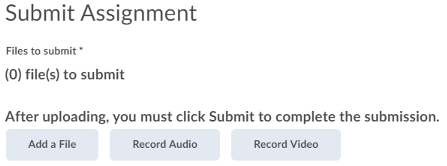 Submit Assignment
Files to submit *
(0) file(s) to submit
After uploading, you must click Submit to complete the submission.
Add a File Record Audio Record Video